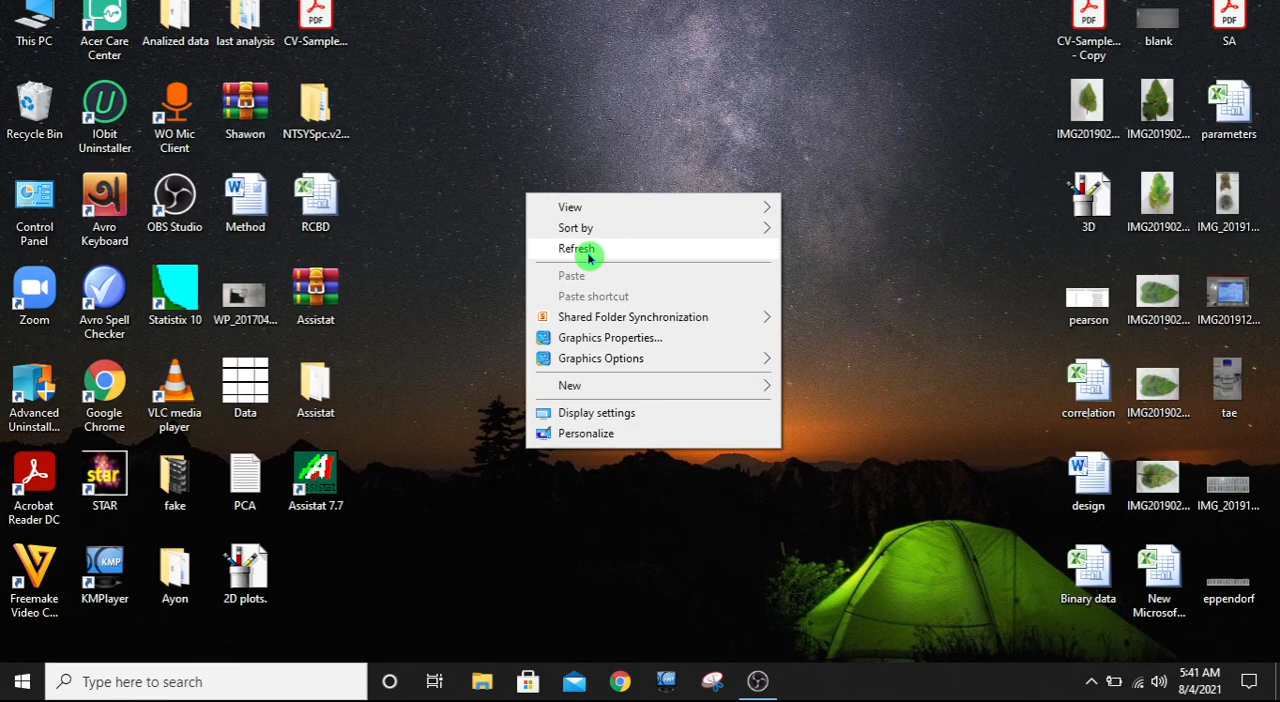 This PC
Acer Care
Center
Analized data
last analysis
PDF
CV-Sample...
Recycle Bin
IObit
Uninstaller
WO Mic
Client
Shawon
NTSYSpc.v2...
Control
Panel
Avro
Keyboard
OBS Studio
Method
RCBD
Zoom
Avro Spell
Checker
Statistix 10
WP_201704...
Assistat
Advanced
Uninstall...
Google
Chrome
VLC media
player
Data
Assistat
Acrobat
Reader DC
star
STAR
fake
PCA
Assistat
Assistat 7.7
Freemake
Video C...
KMP
KMPlayer
Ayon
2D plots.
View
Sort by
Refresh
Paste
Paste shortcut
Shared Folder Synchronization
Graphics Properties...
Graphics Options
New
Display settings
Personalize
PDF
CV-Sample...
- Copy
blank
PDF
SA
IMG201902...
IMG201902...
parameters
3D
IMG201902...
IMG_20191...
pearson
IMG201902...
IMG201912...
correlation
IMG201902...
tae
design
IMG201902...
IMG_20191...
Binary data
New
Microsof...
eppendorf
Type here to search
5:41 AM
8/4/2021